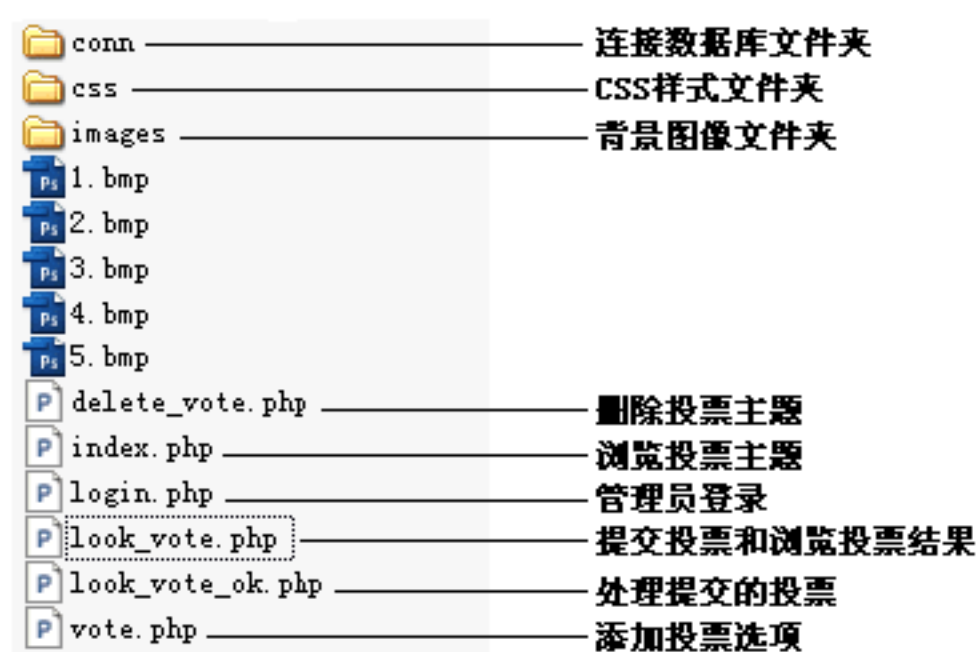 conn 连接数据库文件夹
css CSS样式文件夹
images 背景图像文件夹
1.bmp
2.bmp
3.bmp
4.bmp
5.bmp
delete_vote.php 删除投票主题
index.php 浏览投票主题
login.php 管理员登录
look_vote.php 提交投票和浏览投票结果
look_vote_ok.php 处理提交的投票
vote.php 添加投票选项